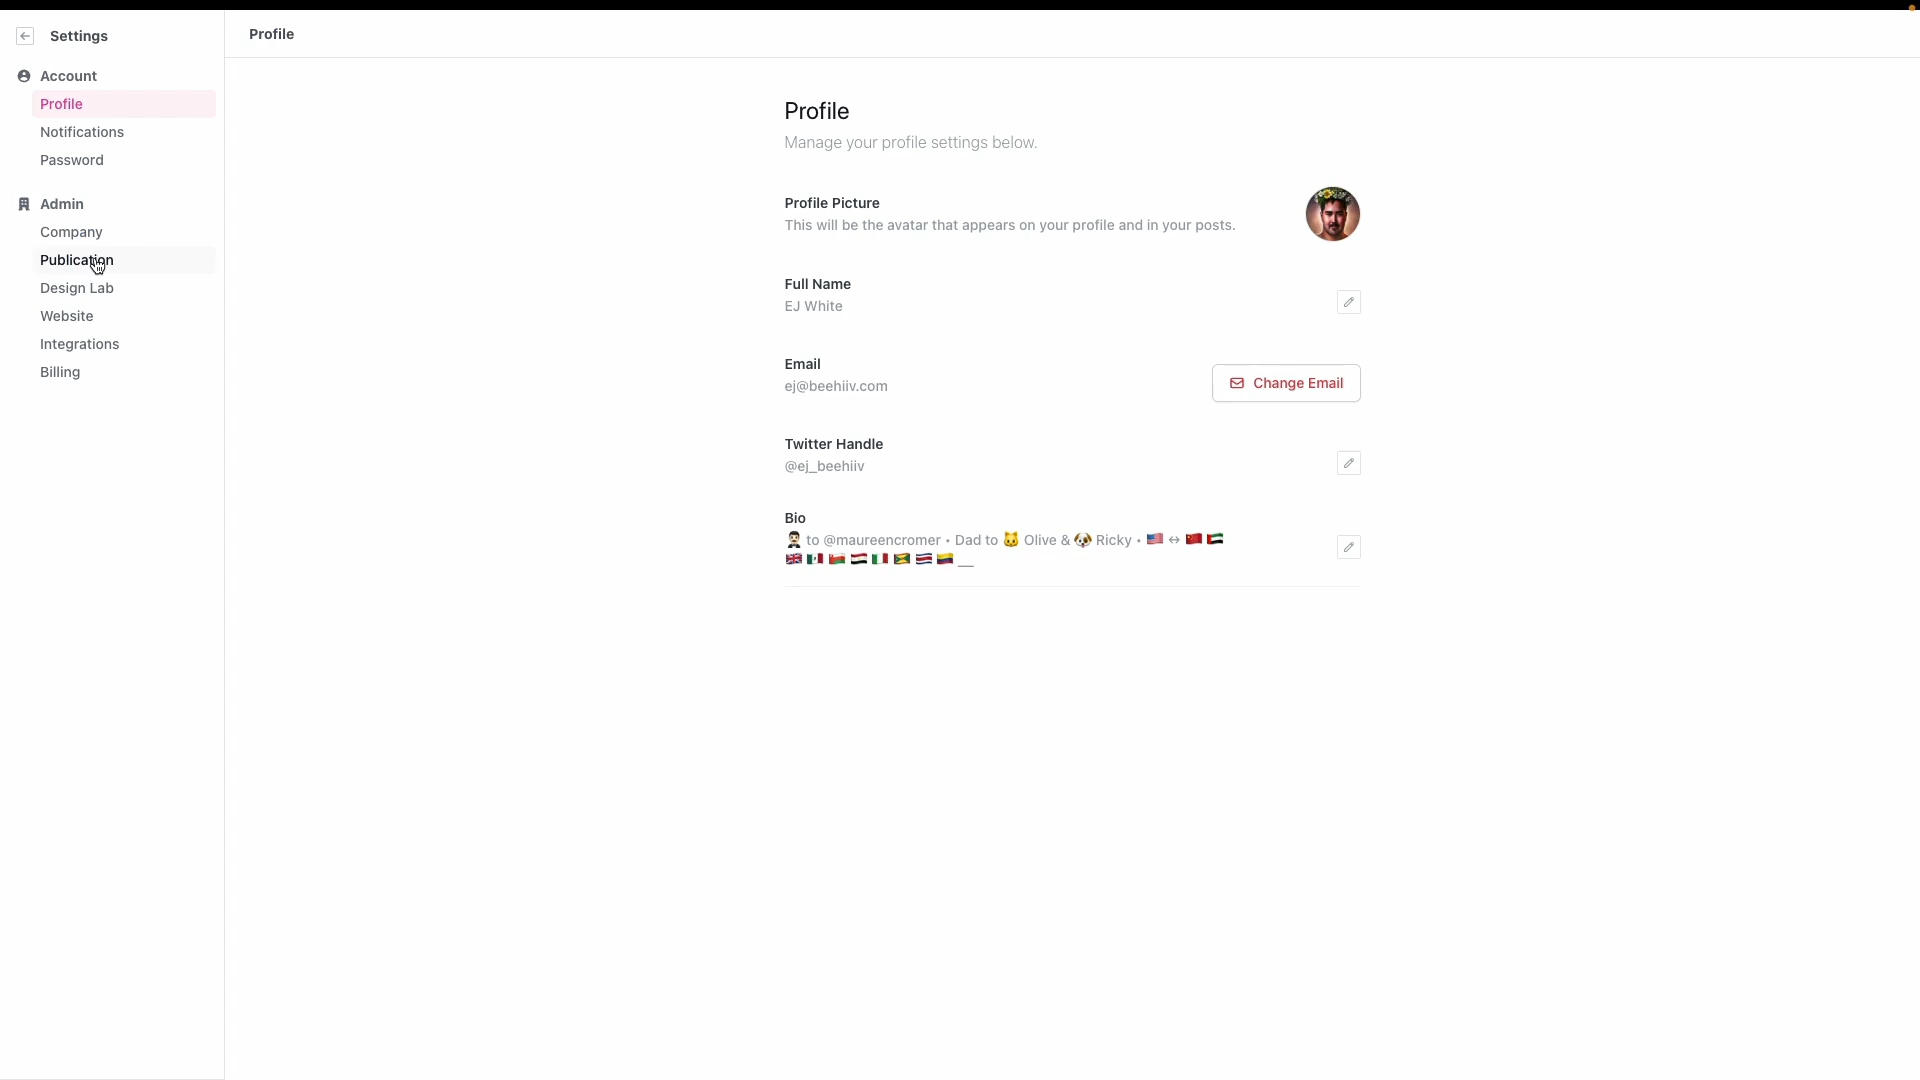 Settings
Profile
Account
Profile
Notifications
Password
Admin
Company
Publication
Design Lab
Website
Integrations
Billing
Profile
Manage your profile settings below.
Profile Picture
This will be the avatar that appears on your profile and in your posts.
Full Name
EJ White
Email
ej@beehiiv.com
Change Email
Twitter Handle
@ej_beehiiv
Bio
🤵🏻‍♂️ to @maureencromer • Dad to 🐱 Olive & 🐶 Ricky • 🇺🇸 ↔ 🇨🇳 🇦🇪
🇬🇧 🇲🇽 🇴🇲 🇪🇬 🇮🇹 🇬🇩 🇨🇷 🇨🇴 __